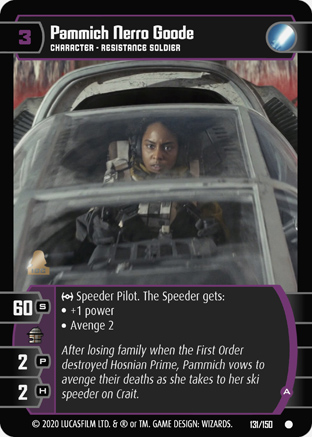 3
Pammich Nerro Goode
CHARACTER • RESISTANCE SOLDIER
60 S
Speeder Pilot. The Speeder gets:
• +1 power
• Avenge 2
2 P
2 H
After losing family when the First Order
destroyed Hosnian Prime, Pammich vows to
avenge their deaths as she takes to her ski
speeder on Crait.
A
© 2020 LUCASFILM LTD. & ® or TM. GAME DESIGN: WIZARDS. 131/150